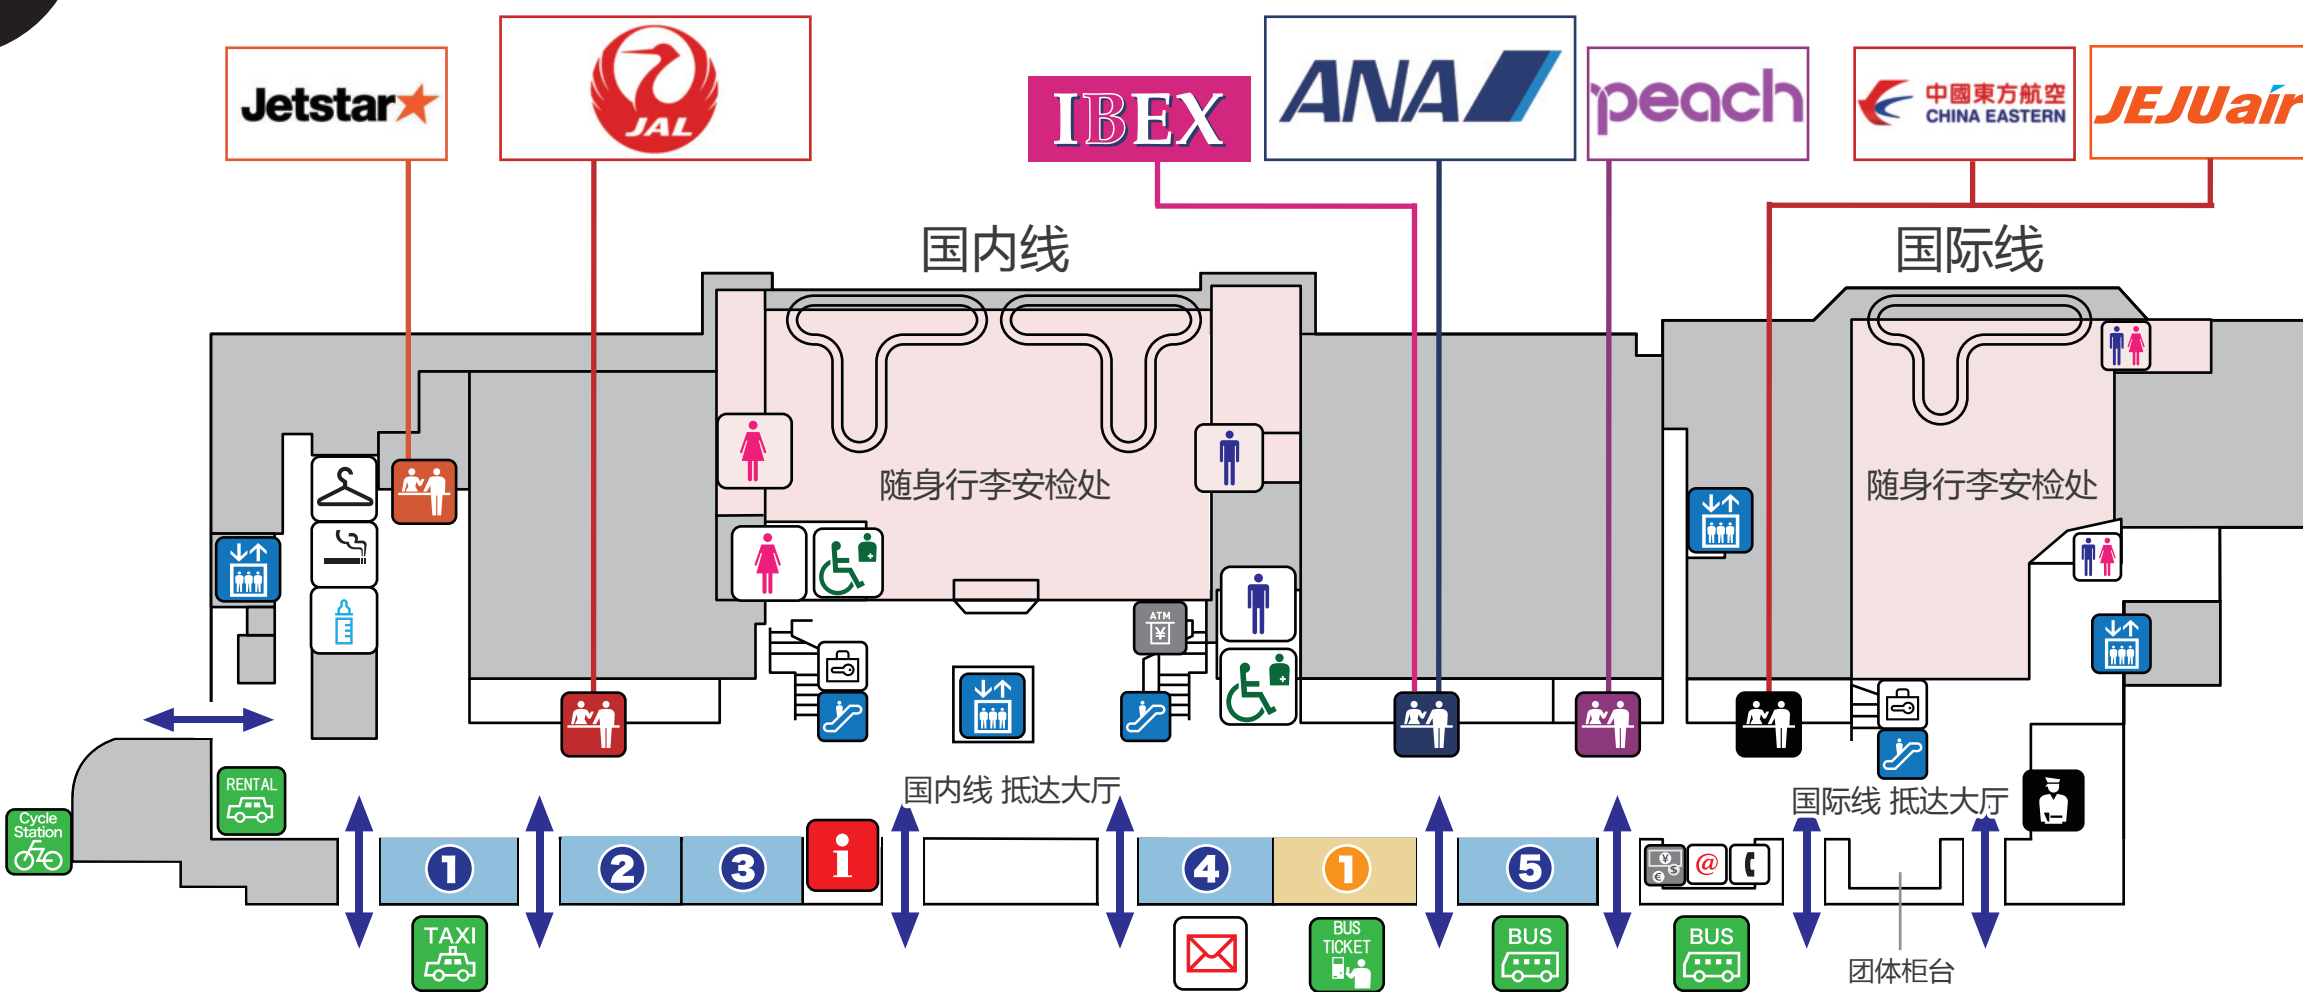 Jetstar
JAL
IBEX
ANA
peach
中國東方航空
CHINA EASTERN
JEJUair
国内线
国际线
随身行李安检处
随身行李安检处
ATM
¥
国内线 抵达大厅
国际线 抵达大厅
RENTAL
Cycle
Station
1
2
3
i
4
1
5
¥
$
€
@
TAXI
BUS
TICKET
BUS
BUS
团体柜台